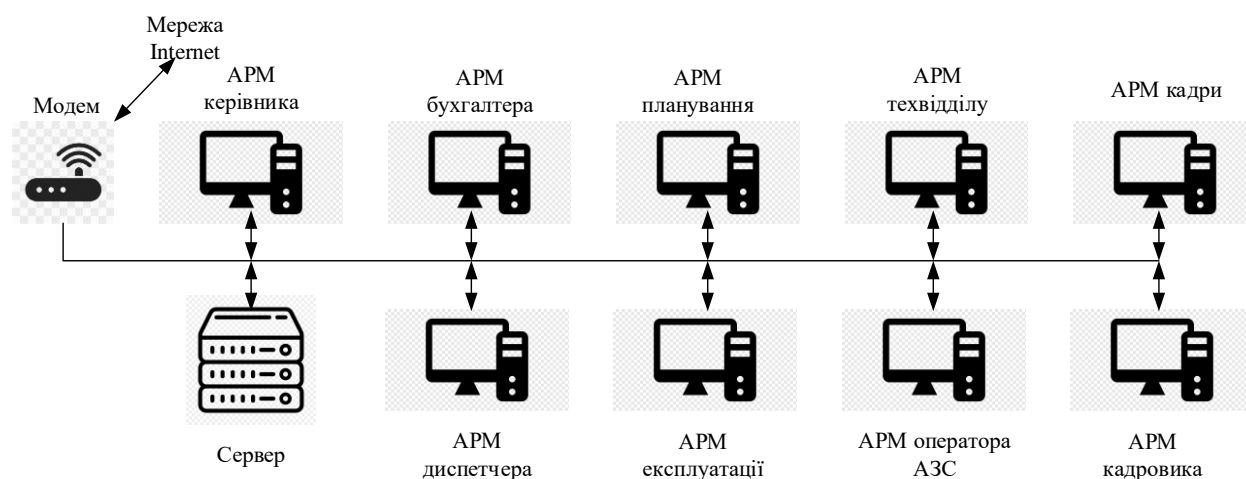 Мережа
Internet
Модем
АРМ
керівника
АРМ
бухгалтера
АРМ
планування
АРМ
техвідділу
АРМ кадри
Сервер
АРМ
диспетчера
АРМ
експлуатації
АРМ оператора
АЗС
АРМ
кадровика